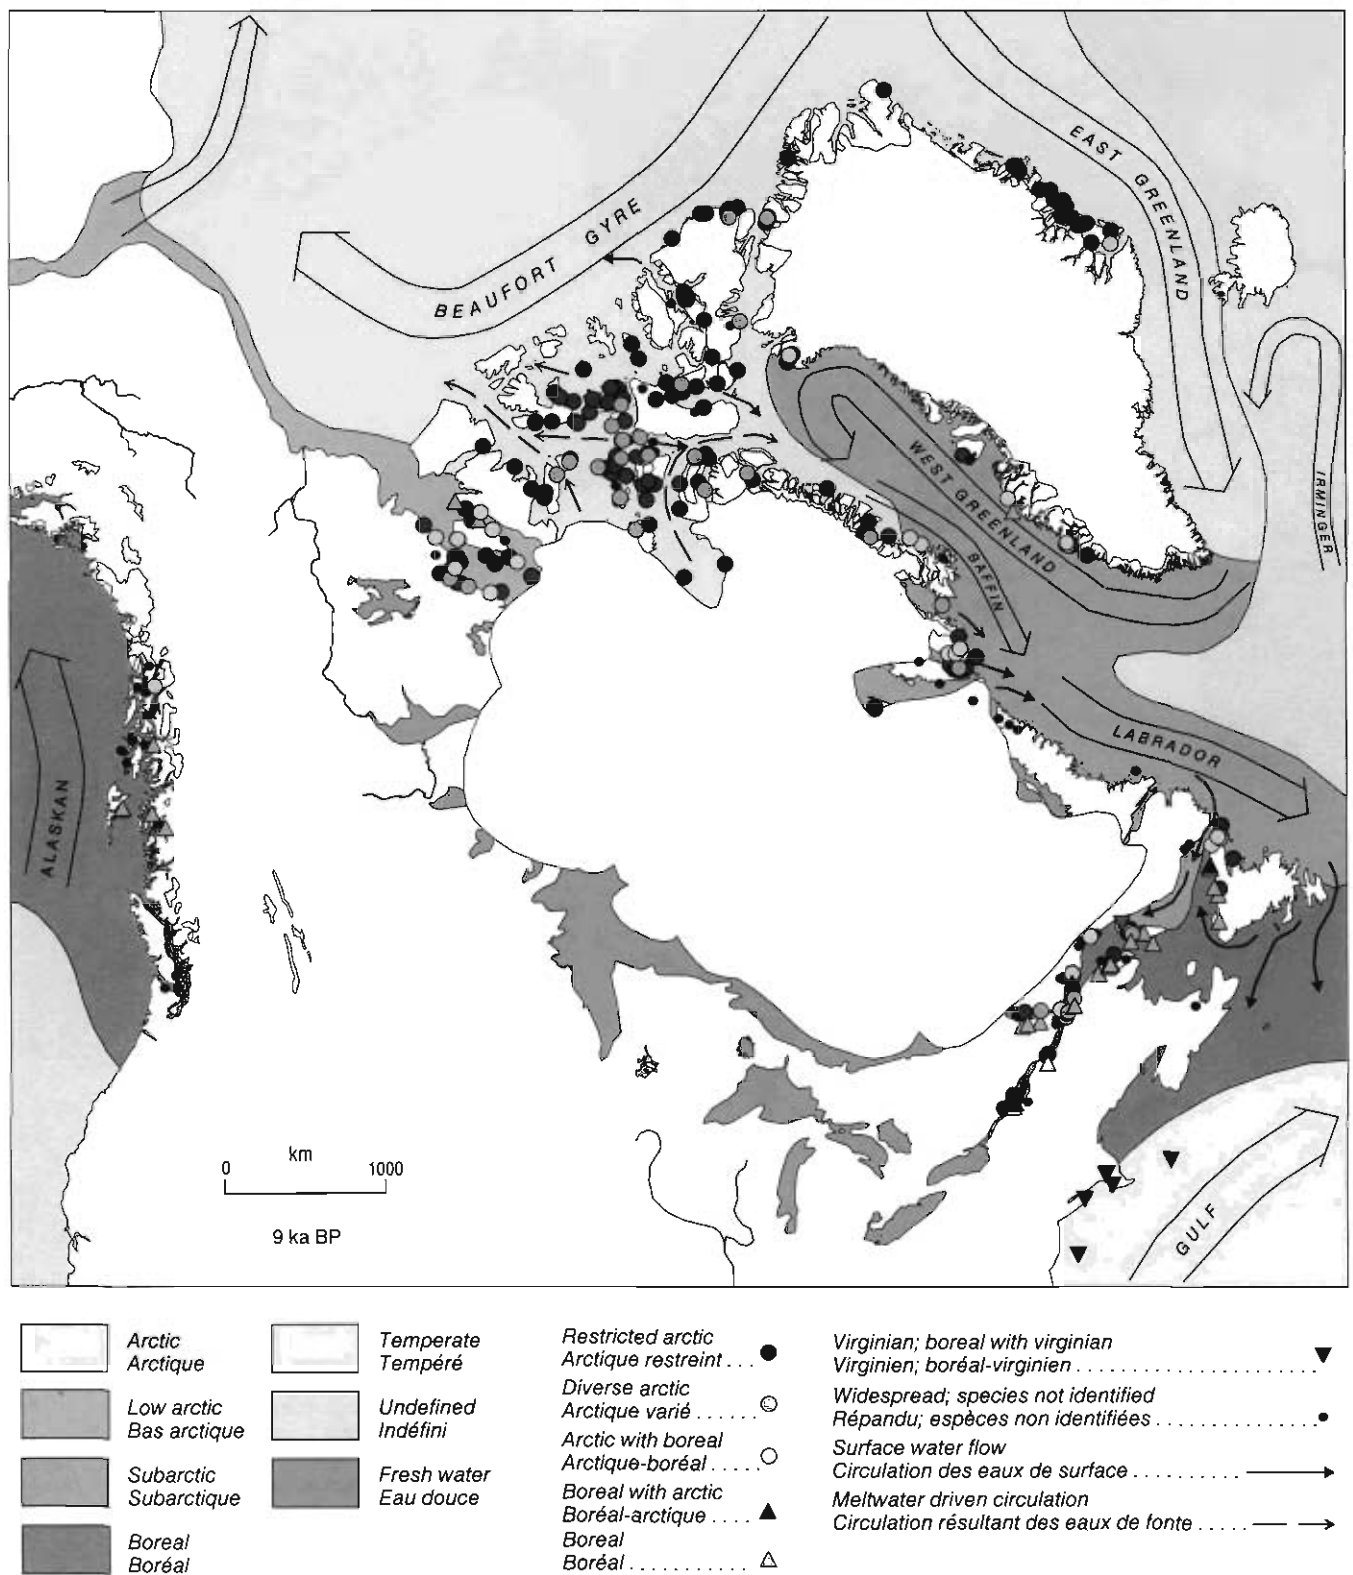 EAST GREENLAND
BEAUFORT GYRE
WEST GREENLAND
BAFFIN
IRMINGER
LABRADOR
ALASKAN
GULF
km
0 1000
9 ka BP
Arctic
Arctique
Low arctic
Bas arctique
Subarctic
Subarctique
Boreal
Boréal
Temperate
Tempéré
Undefined
Indéfini
Fresh water
Eau douce
Restricted arctic
Arctique restreint . . .
Diverse arctic
Arctique varié . . . . . .
Arctic with boreal
Arctique-boréal . . . . .
Boreal with arctic
Boréal-arctique . . . .
Boreal
Boréal . . . . . . . . . . .
Virginian; boreal with virginian
Virginien; boréal-virginien . . . . . . . . . . . . . . . . . . . .
Widespread; species not identified
Répandu; espèces non identifiées . . . . . . . . . . . . .
Surface water flow
Circulation des eaux de surface . . . . . . . . .
Meltwater driven circulation
Circulation résultant des eaux de fonte . . . . .